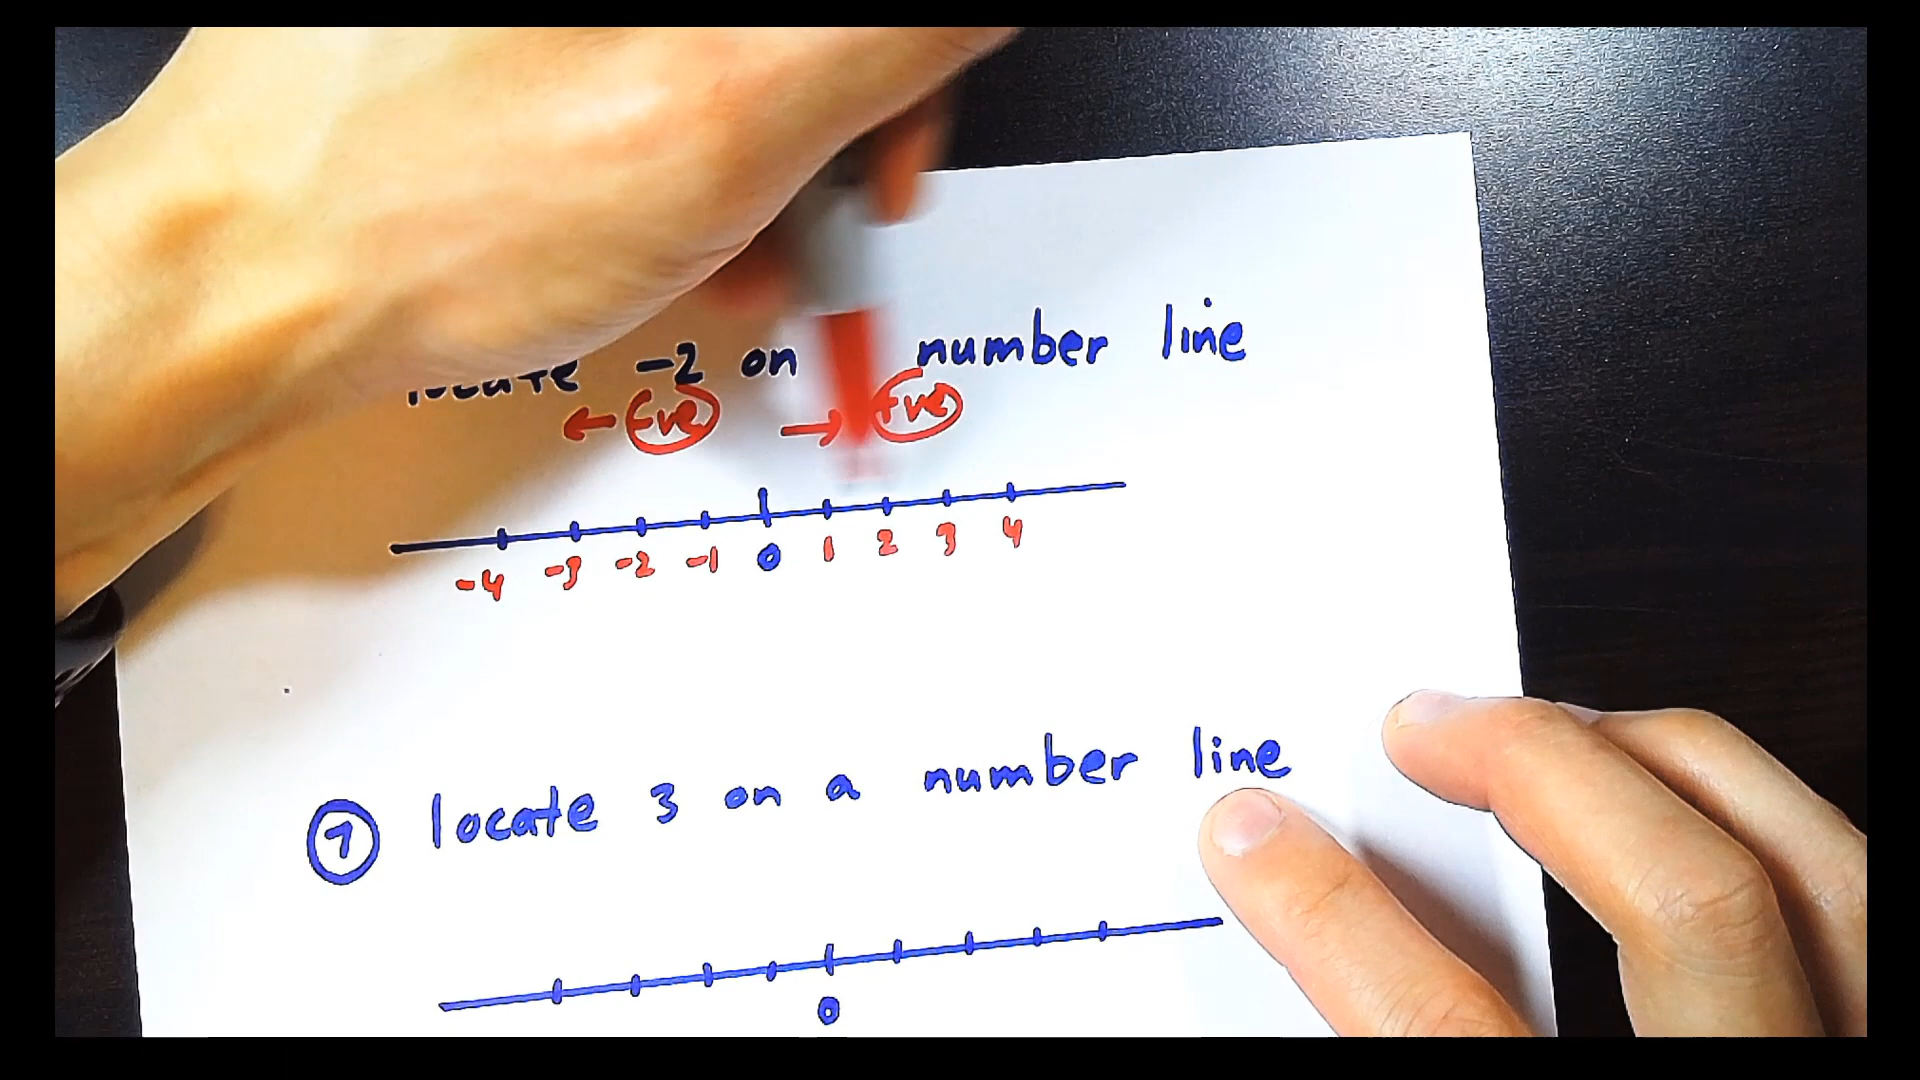 locate -2 on number line
← -ve → +ve
-4 -3 -2 -1 0 1 2 3 4
7 locate 3 on a number line
0